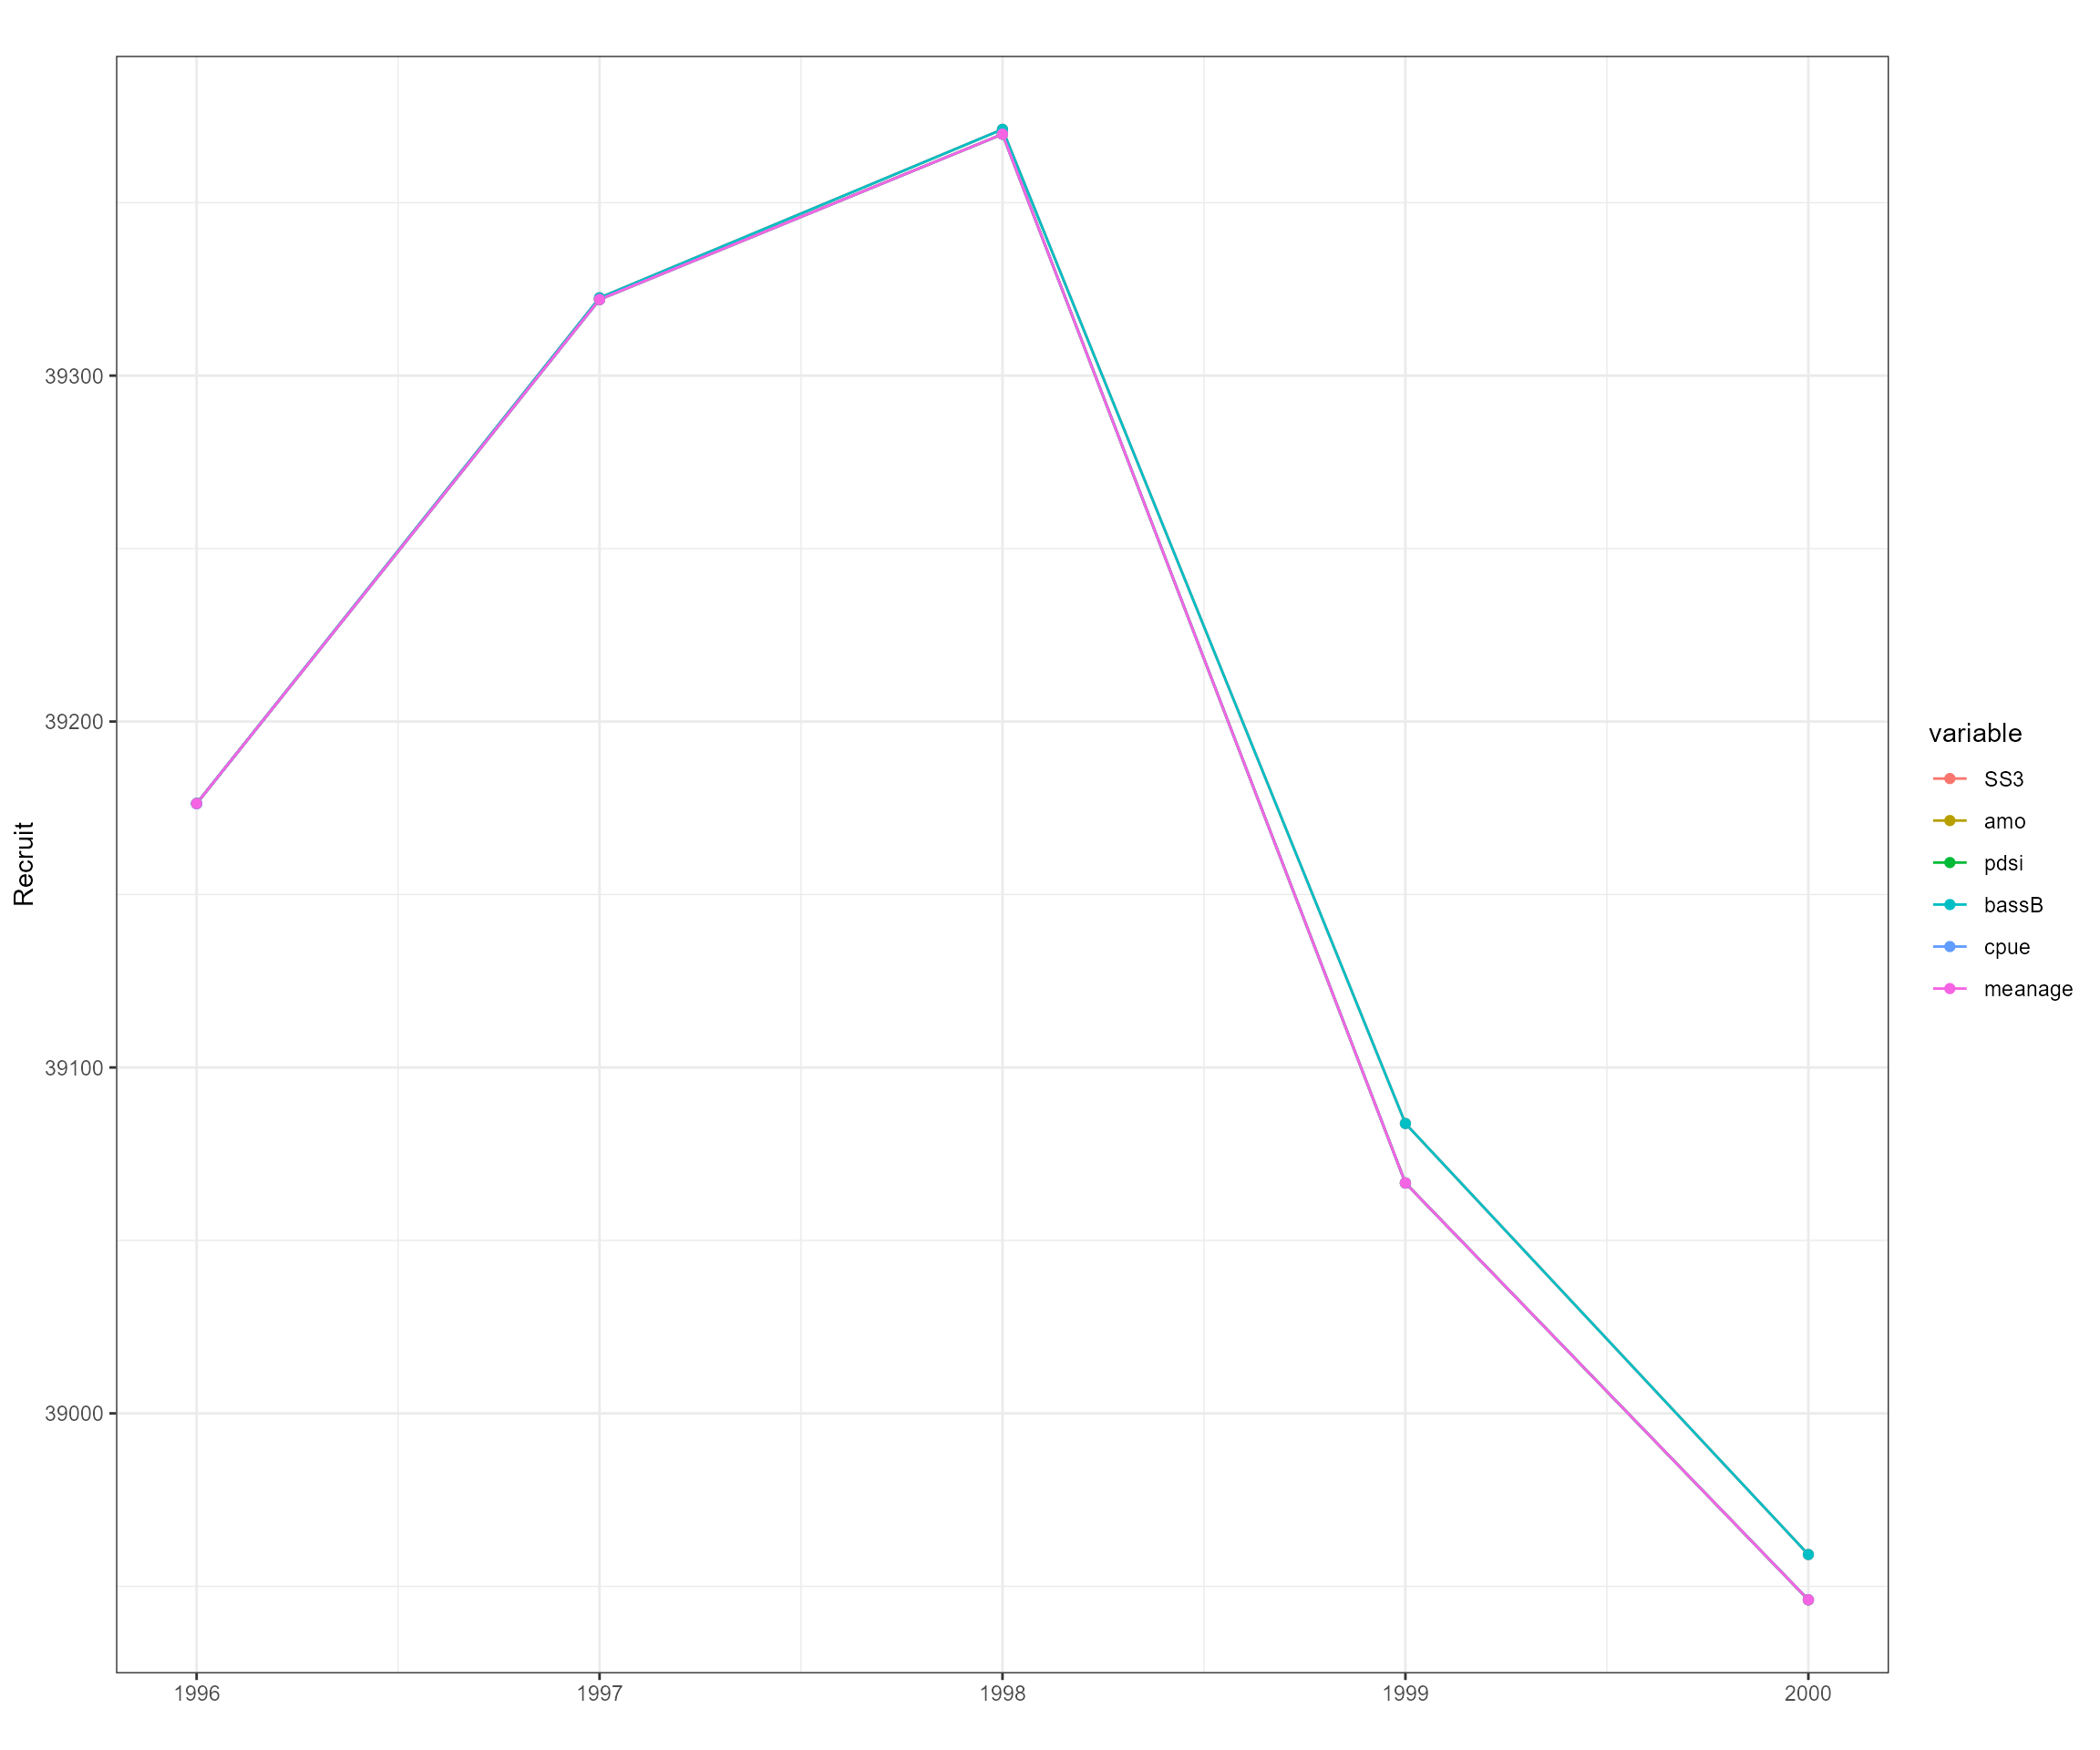 Recruit
39300
39200
39100
39000
1996 1997 1998 1999 2000
variable
SS3
amo
pdsi
bassB
cpue
meanage